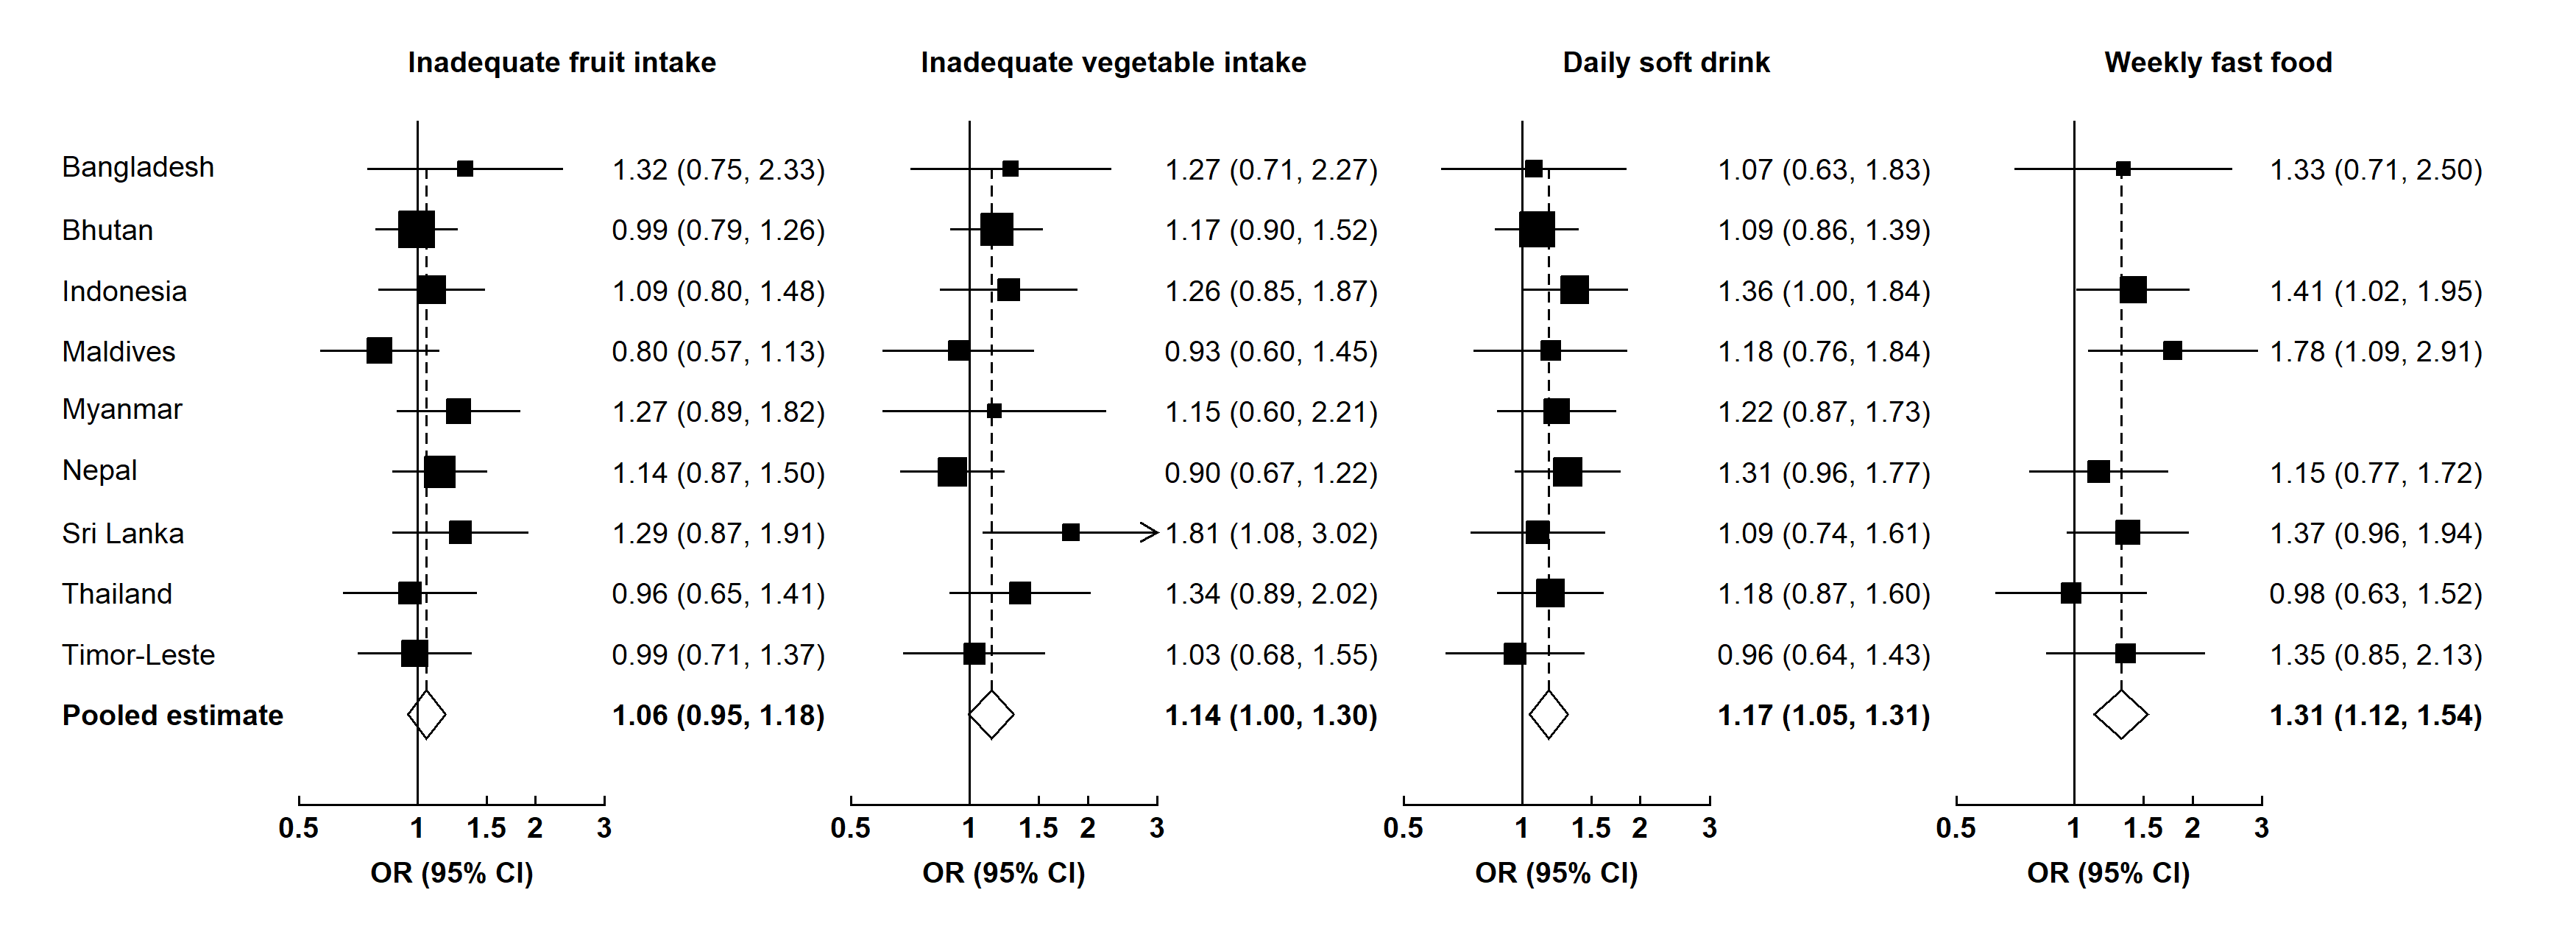 Inadequate fruit intake Inadequate vegetable intake Daily soft drink Weekly fast food
Bangladesh 1.32 (0.75, 2.33) 1.27 (0.71, 2.27) 1.07 (0.63, 1.83) 1.33 (0.71, 2.50)
Bhutan 0.99 (0.79, 1.26) 1.17 (0.90, 1.52) 1.09 (0.86, 1.39)
Indonesia 1.09 (0.80, 1.48) 1.26 (0.85, 1.87) 1.36 (1.00, 1.84) 1.41 (1.02, 1.95)
Maldives 0.80 (0.57, 1.13) 0.93 (0.60, 1.45) 1.18 (0.76, 1.84) 1.78 (1.09, 2.91)
Myanmar 1.27 (0.89, 1.82) 1.15 (0.60, 2.21) 1.22 (0.87, 1.73)
Nepal 1.14 (0.87, 1.50) 0.90 (0.67, 1.22) 1.31 (0.96, 1.77) 1.15 (0.77, 1.72)
Sri Lanka 1.29 (0.87, 1.91) 1.81 (1.08, 3.02) 1.09 (0.74, 1.61) 1.37 (0.96, 1.94)
Thailand 0.96 (0.65, 1.41) 1.34 (0.89, 2.02) 1.18 (0.87, 1.60) 0.98 (0.63, 1.52)
Timor-Leste 0.99 (0.71, 1.37) 1.03 (0.68, 1.55) 0.96 (0.64, 1.43) 1.35 (0.85, 2.13)
Pooled estimate 1.06 (0.95, 1.18) 1.14 (1.00, 1.30) 1.17 (1.05, 1.31) 1.31 (1.12, 1.54)
0.5 1 1.5 2 3 0.5 1 1.5 2 3 0.5 1 1.5 2 3 0.5 1 1.5 2 3
OR (95% CI) OR (95% CI) OR (95% CI) OR (95% CI)